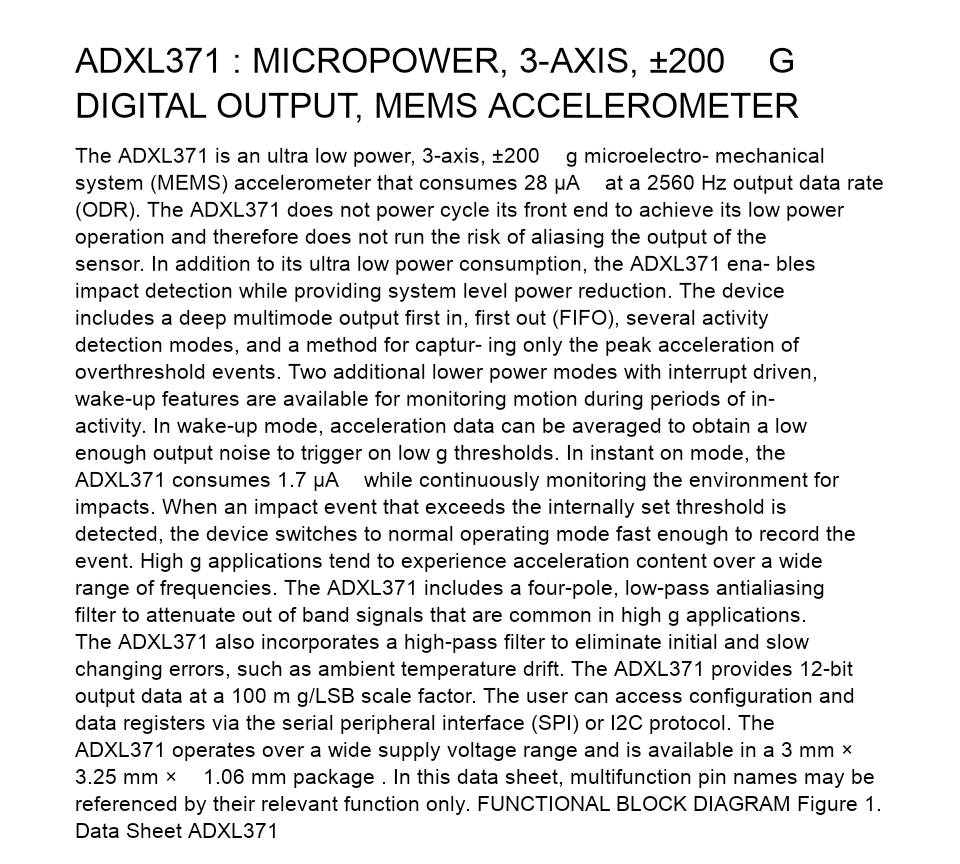 ADXL371 : MICROPOWER, 3-AXIS, ±200 G
DIGITAL OUTPUT, MEMS ACCELEROMETER
The ADXL371 is an ultra low power, 3-axis, ±200 g microelectro- mechanical
system (MEMS) accelerometer that consumes 28 μA at a 2560 Hz output data rate
(ODR). The ADXL371 does not power cycle its front end to achieve its low power
operation and therefore does not run the risk of aliasing the output of the
sensor. In addition to its ultra low power consumption, the ADXL371 ena- bles
impact detection while providing system level power reduction. The device
includes a deep multimode output first in, first out (FIFO), several activity
detection modes, and a method for captur- ing only the peak acceleration of
overthreshold events. Two additional lower power modes with interrupt driven,
wake-up features are available for monitoring motion during periods of in-
activity. In wake-up mode, acceleration data can be averaged to obtain a low
enough output noise to trigger on low g thresholds. In instant on mode, the
ADXL371 consumes 1.7 μA while continuously monitoring the environment for
impacts. When an impact event that exceeds the internally set threshold is
detected, the device switches to normal operating mode fast enough to record the
event. High g applications tend to experience acceleration content over a wide
range of frequencies. The ADXL371 includes a four-pole, low-pass antialiasing
filter to attenuate out of band signals that are common in high g applications.
The ADXL371 also incorporates a high-pass filter to eliminate initial and slow
changing errors, such as ambient temperature drift. The ADXL371 provides 12-bit
output data at a 100 m g/LSB scale factor. The user can access configuration and
data registers via the serial peripheral interface (SPI) or I2C protocol. The
ADXL371 operates over a wide supply voltage range and is available in a 3 mm ×
3.25 mm × 1.06 mm package . In this data sheet, multifunction pin names may be
referenced by their relevant function only. FUNCTIONAL BLOCK DIAGRAM Figure 1.
Data Sheet ADXL371